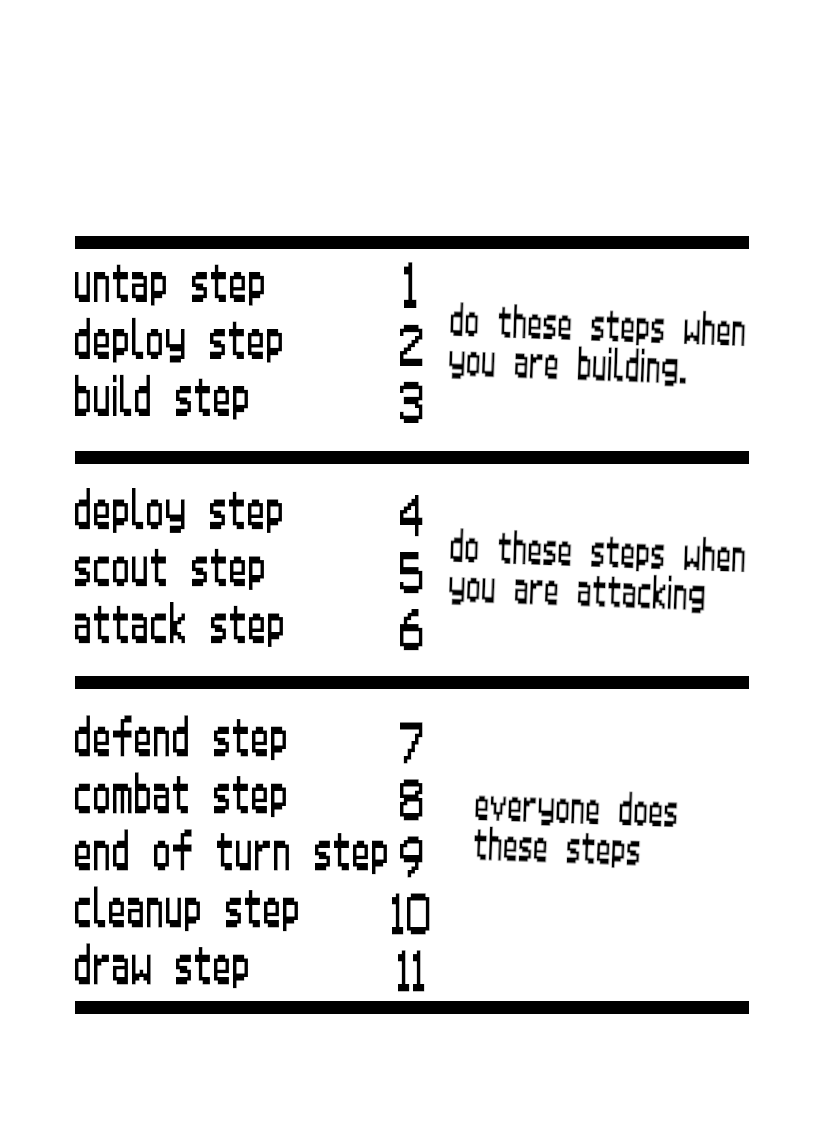 untap step 1
deploy step 2
build step 3
do these steps when
you are building.
deploy step 4
scout step 5
attack step 6
do these steps when
you are attacking
defend step 7
combat step 8
end of turn step 9
cleanup step 10
draw step 11
everyone does
these steps